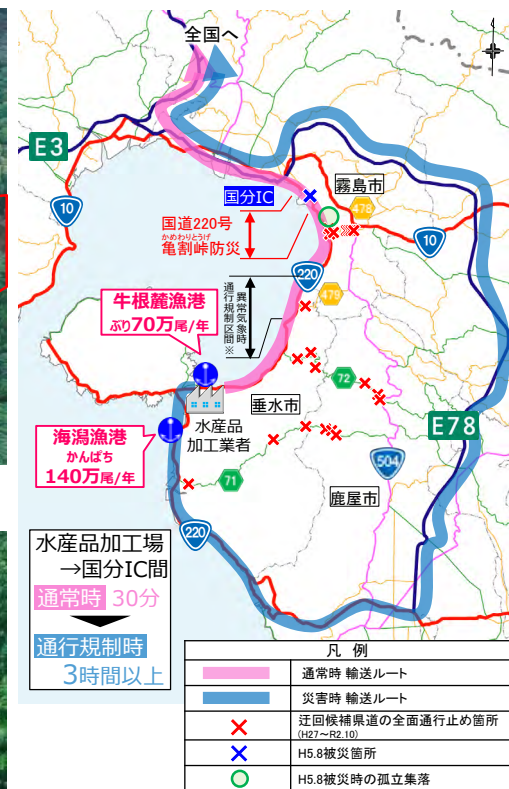 全国へ
E3
10
国分IC
霧島市
478
国道220号
かめわりとうげ
亀割峠防災
10
220
異常気象時
通行規制区間※
479
牛根麓漁港
ぶり70万尾/年
72
垂水市
水産品
加工業者
E78
海潟漁港
かんぱち
140万尾/年
504
71
鹿屋市
220
水産品加工場
→国分IC間
通常時 30分
通行規制時
3時間以上
凡 例
通常時 輸送ルート
災害時 輸送ルート
迂回候補県道の全面通行止め箇所
(H27～R2.10)
H5.8被災箇所
H5.8被災時の孤立集落